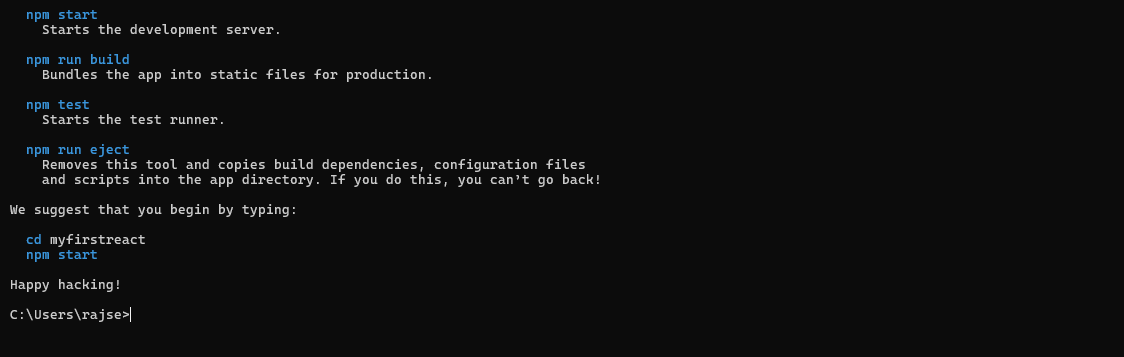 npm start
Starts the development server.
npm run build
Bundles the app into static files for production.
npm test
Starts the test runner.
npm run eject
Removes this tool and copies build dependencies, configuration files
and scripts into the app directory. If you do this, you can't go back!
We suggest that you begin by typing:
cd myfirstreact
npm start
Happy hacking!
C:\Users\rajse>